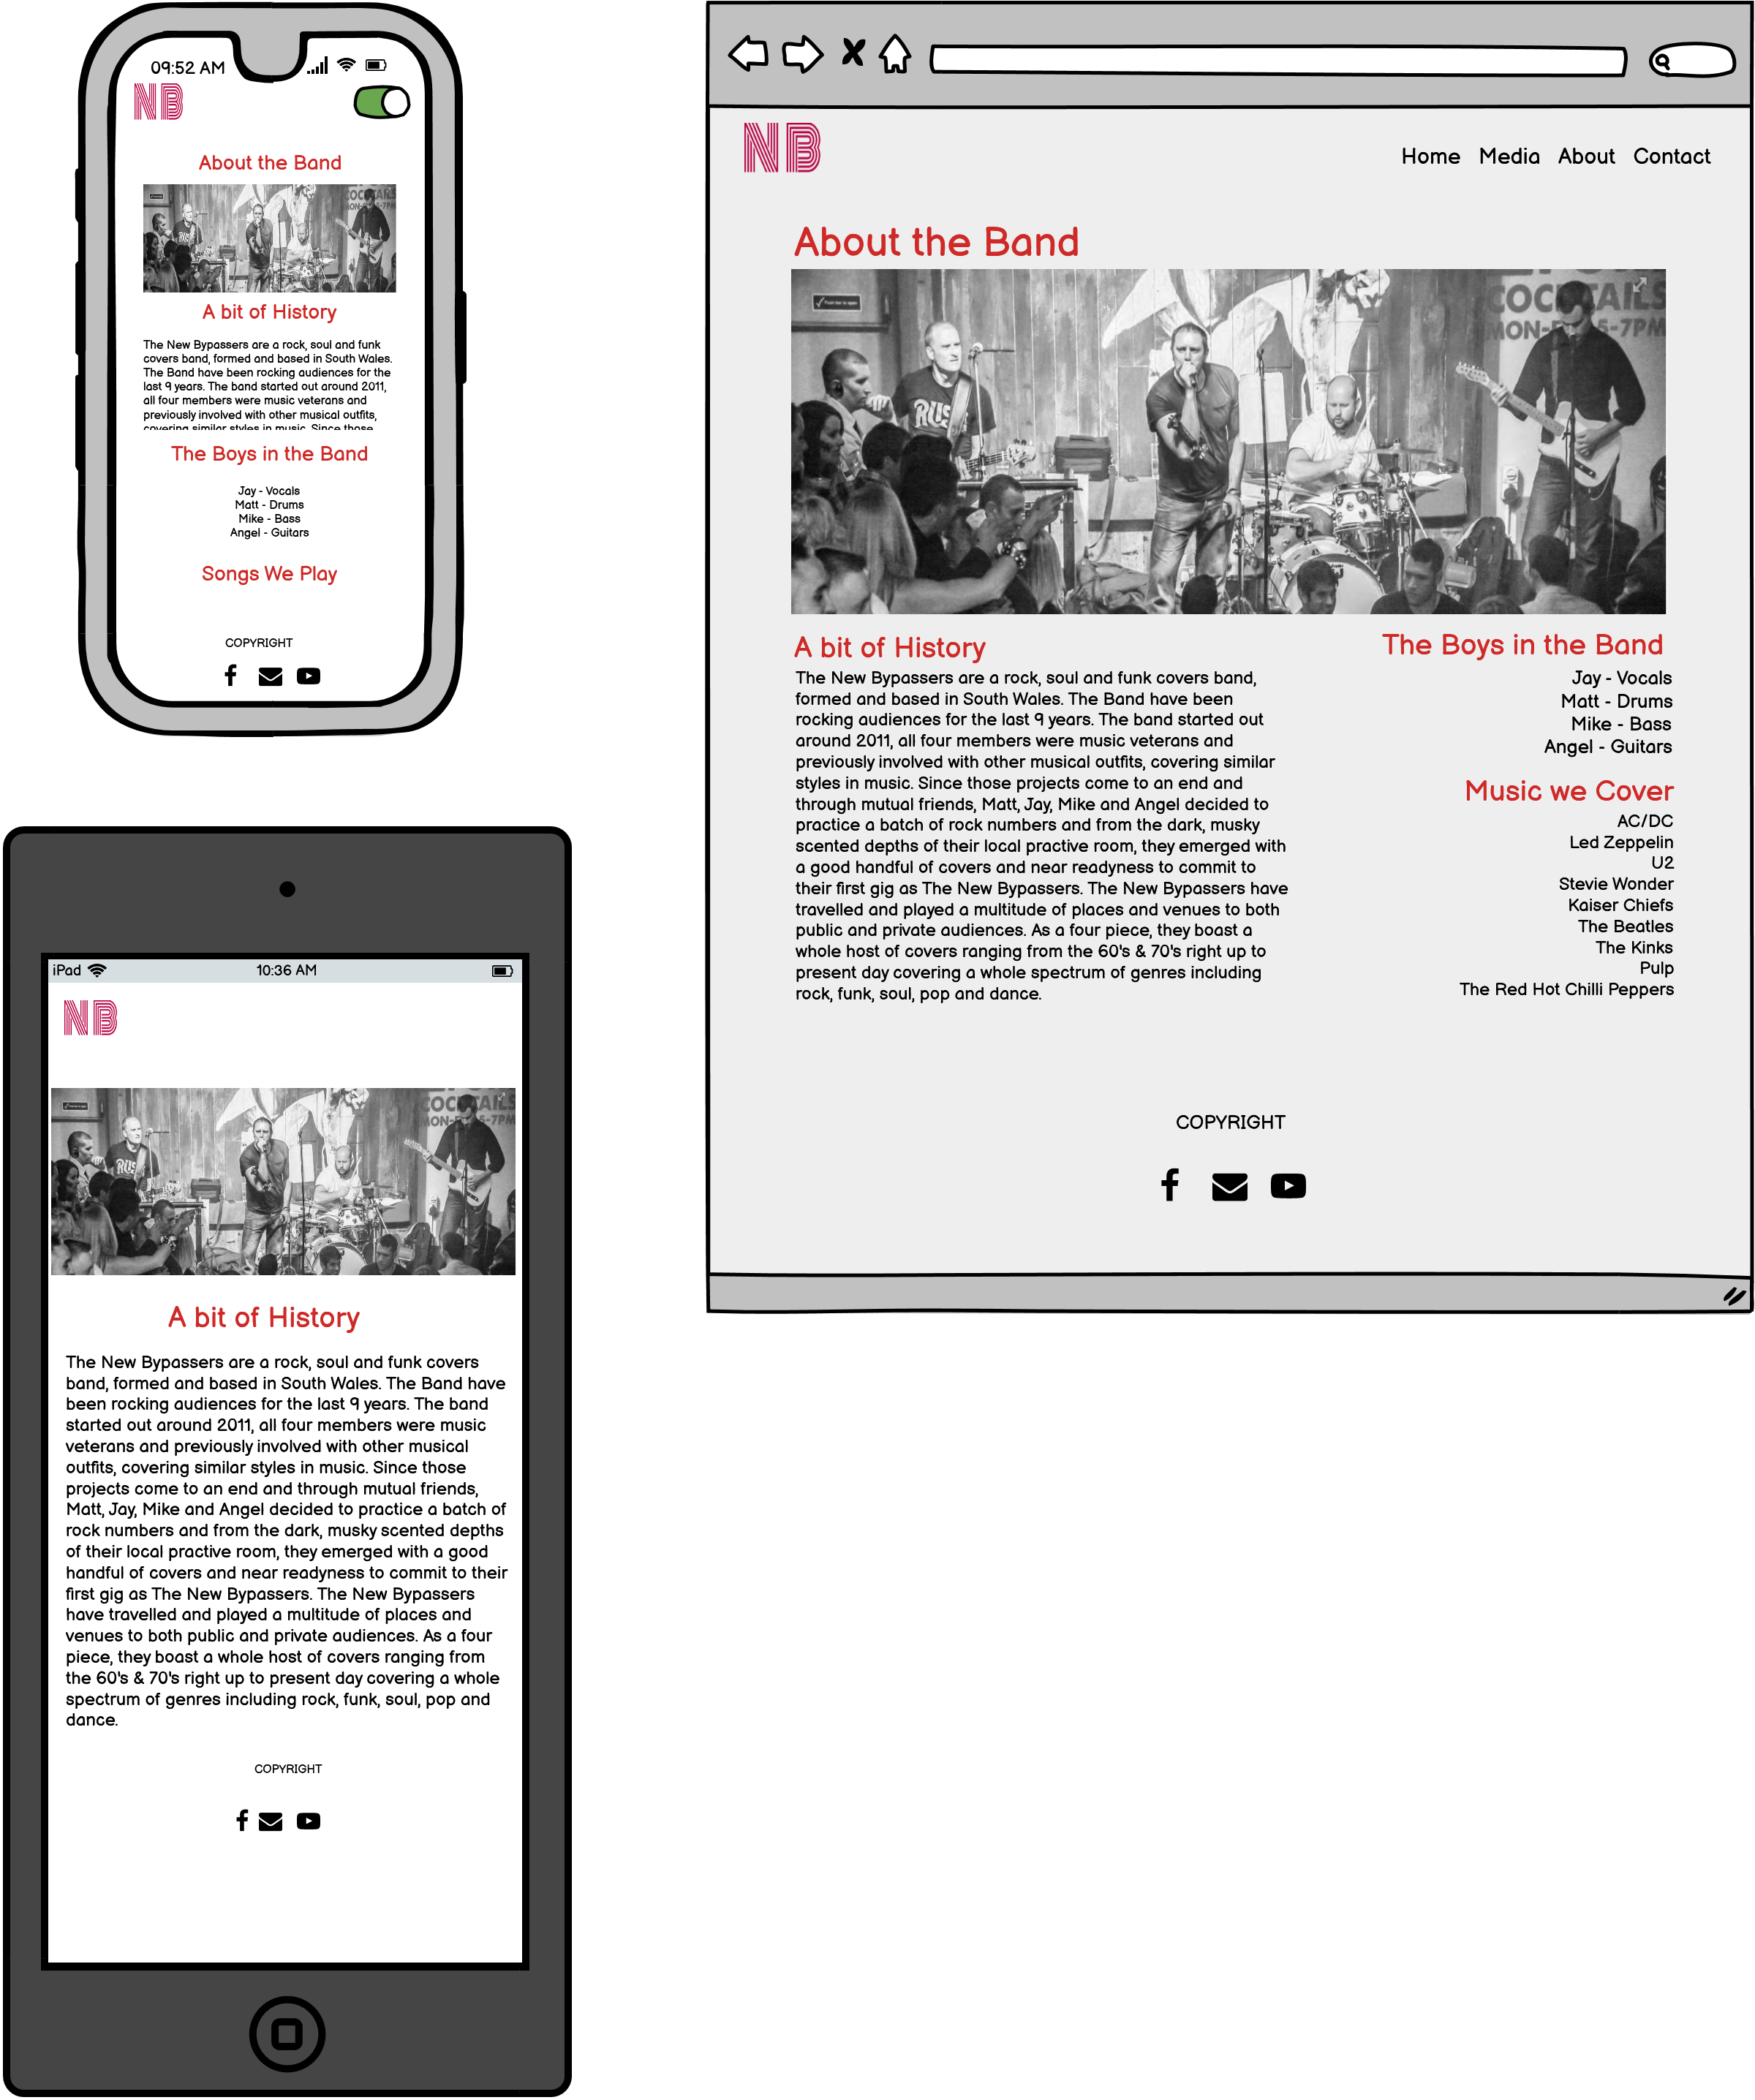 09:52 AM
NB
About the Band
COCKTAILS
A bit of History
The New Bypassers are a rock, soul and funk
covers band, formed and based in South Wales.
The Band have been rocking audiences for the
last 9 years. The band started out around 2011,
all four members were music veterans and
previously involved with other musical outfits,
covering similar styles in music. Since those
The Boys in the Band
Jay - Vocals
Matt - Drums
Mike - Bass
Angel - Guitars
Songs We Play
COPYRIGHT
NB
Home Media About Contact
About the Band
COCKTAILS
RUS
A bit of History
The New Bypassers are a rock, soul and funk covers band,
formed and based in South Wales. The Band have been
rocking audiences for the last 9 years. The band started out
around 2011, all four members were music veterans and
previously involved with other musical outfits, covering similar
styles in music. Since those projects come to an end and
through mutual friends, Matt, Jay, Mike and Angel decided to
practice a batch of rock numbers and from the dark, musky
scented depths of their local practive room, they emerged with
a good handful of covers and near readyness to commit to
their first gig as The New Bypassers. The New Bypassers have
travelled and played a multitude of places and venues to both
public and private audiences. As a four piece, they boast a
whole host of covers ranging from the 60's & 70's right up to
present day covering a whole spectrum of genres including
rock, funk, soul, pop and dance.
The Boys in the Band
Jay - Vocals
Matt - Drums
Mike - Bass
Angel - Guitars
Music we Cover
AC/DC
Led Zeppelin
U2
Stevie Wonder
Kaiser Chiefs
The Beatles
The Kinks
Pulp
The Red Hot Chilli Peppers
COPYRIGHT
iPad 10:36 AM
NB
COCKTAILS
RUS
A bit of History
The New Bypassers are a rock, soul and funk covers
band, formed and based in South Wales. The Band have
been rocking audiences for the last 9 years. The band
started out around 2011, all four members were music
veterans and previously involved with other musical
outfits, covering similar styles in music. Since those
projects come to an end and through mutual friends,
Matt, Jay, Mike and Angel decided to practice a batch of
rock numbers and from the dark, musky scented depths
of their local practive room, they emerged with a good
handful of covers and near readyness to commit to their
first gig as The New Bypassers. The New Bypassers
have travelled and played a multitude of places and
venues to both public and private audiences. As a four
piece, they boast a whole host of covers ranging from
the 60's & 70's right up to present day covering a whole
spectrum of genres including rock, funk, soul, pop and
dance.
COPYRIGHT